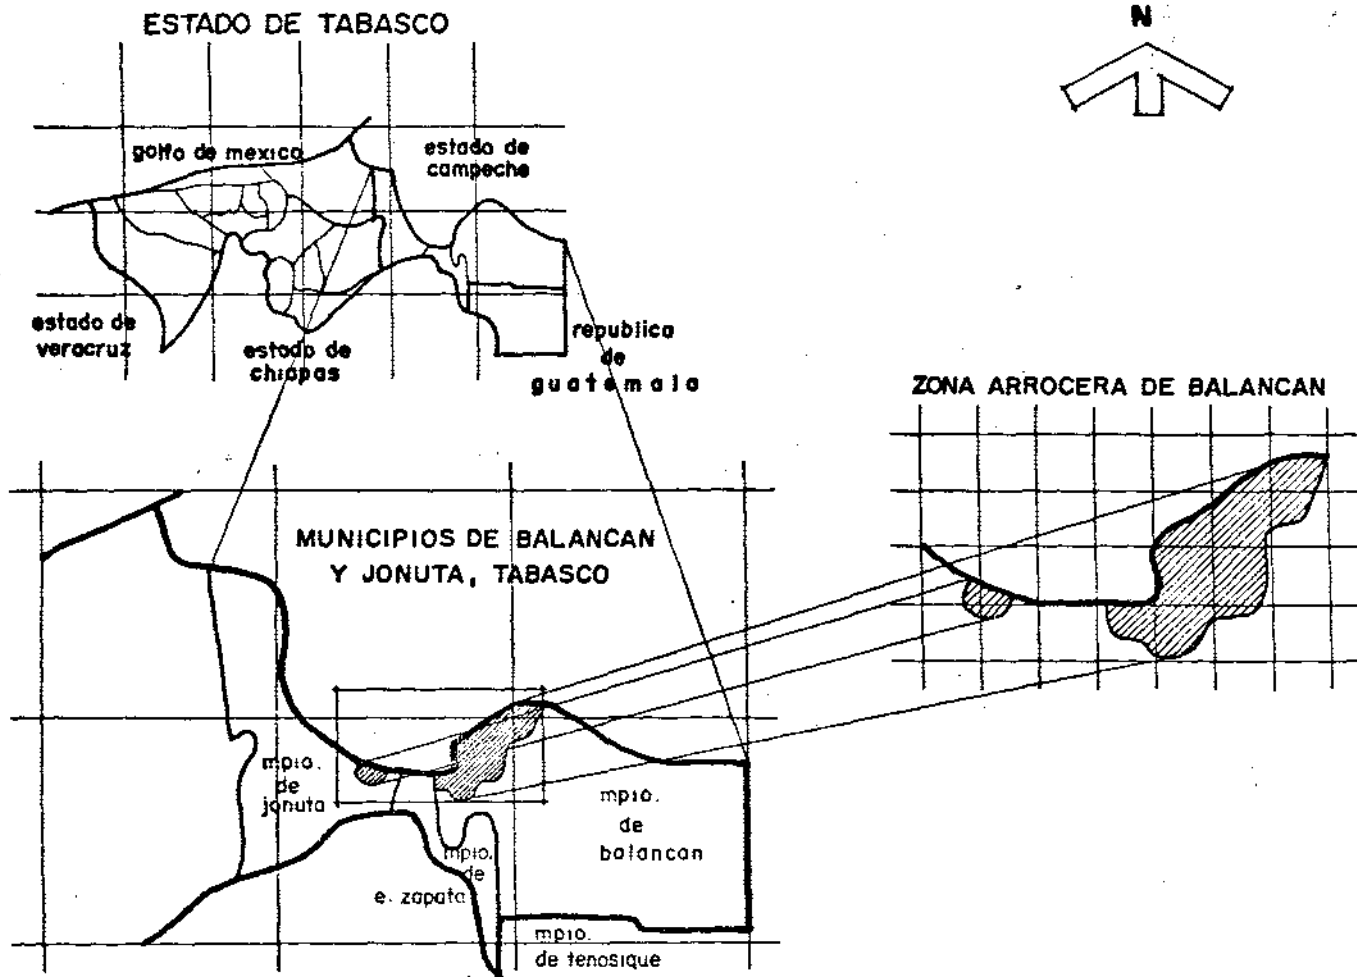 ESTADO DE TABASCO
N
golfo de mexico
estado de
campeche
estado de
veracruz
estado de
chiapas
republica
de
guatemala
ZONA ARROCERA DE BALANCAN
MUNICIPIOS DE BALANCAN
Y JONUTA, TABASCO
mpio.
de
jonuta
mpio.
de
balancan
mpio.
de
e. zapata
mpio.
de tenosique